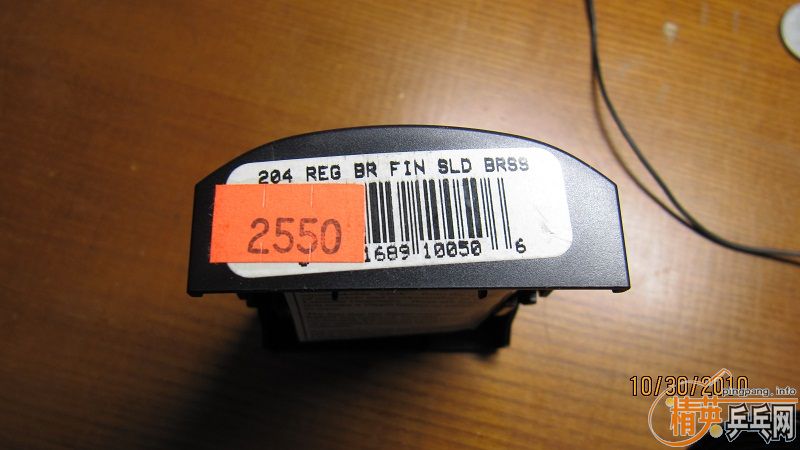 204 REG BR FIN SLD BRSS
2550
1689 10050 6
10/30/2010
pingpang.info
精英乒乓网